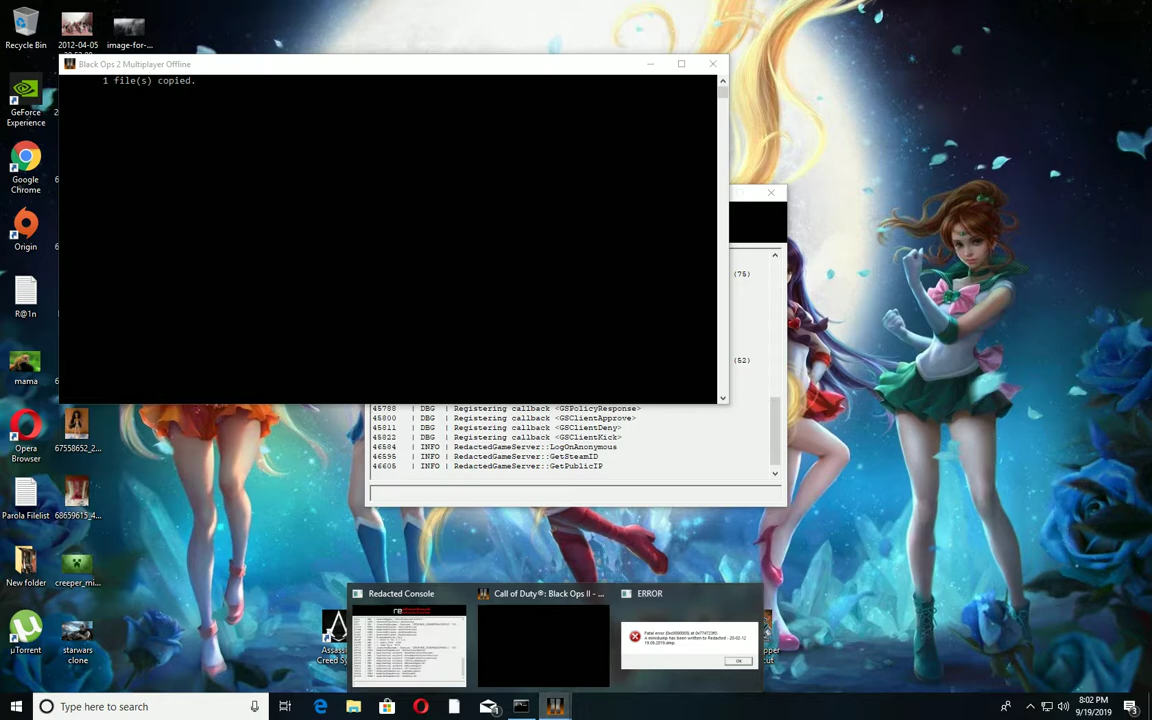 Recycle Bin
2012-04-05
image-for-...
GeForce
Experience
Google
Chrome
Origin
R@1n
mama
Opera
Browser
67558652_2...
Parola Filelist
68659615_4...
New folder
creeper_mi...
µTorrent
starwars
clone
Black Ops 2 Multiplayer Offline
1 file(s) copied.
(75)
(52)
45788 | DBG | Registering callback <GSPolicyResponse>
45800 | DBG | Registering callback <GSClientApprove>
45811 | DBG | Registering callback <GSClientDeny>
45822 | DBG | Registering callback <GSClientKick>
46584 | INFO | RedactedGameServer::LogOnAnonymous
46595 | INFO | RedactedGameServer::GetSteamID
46605 | INFO | RedactedGameServer::GetPublicIP
Assass
Creed Sy
Redacted Console
Call of Duty®: Black Ops II - ...
ERROR
OK
Type here to search
8:02 PM
9/19/2019